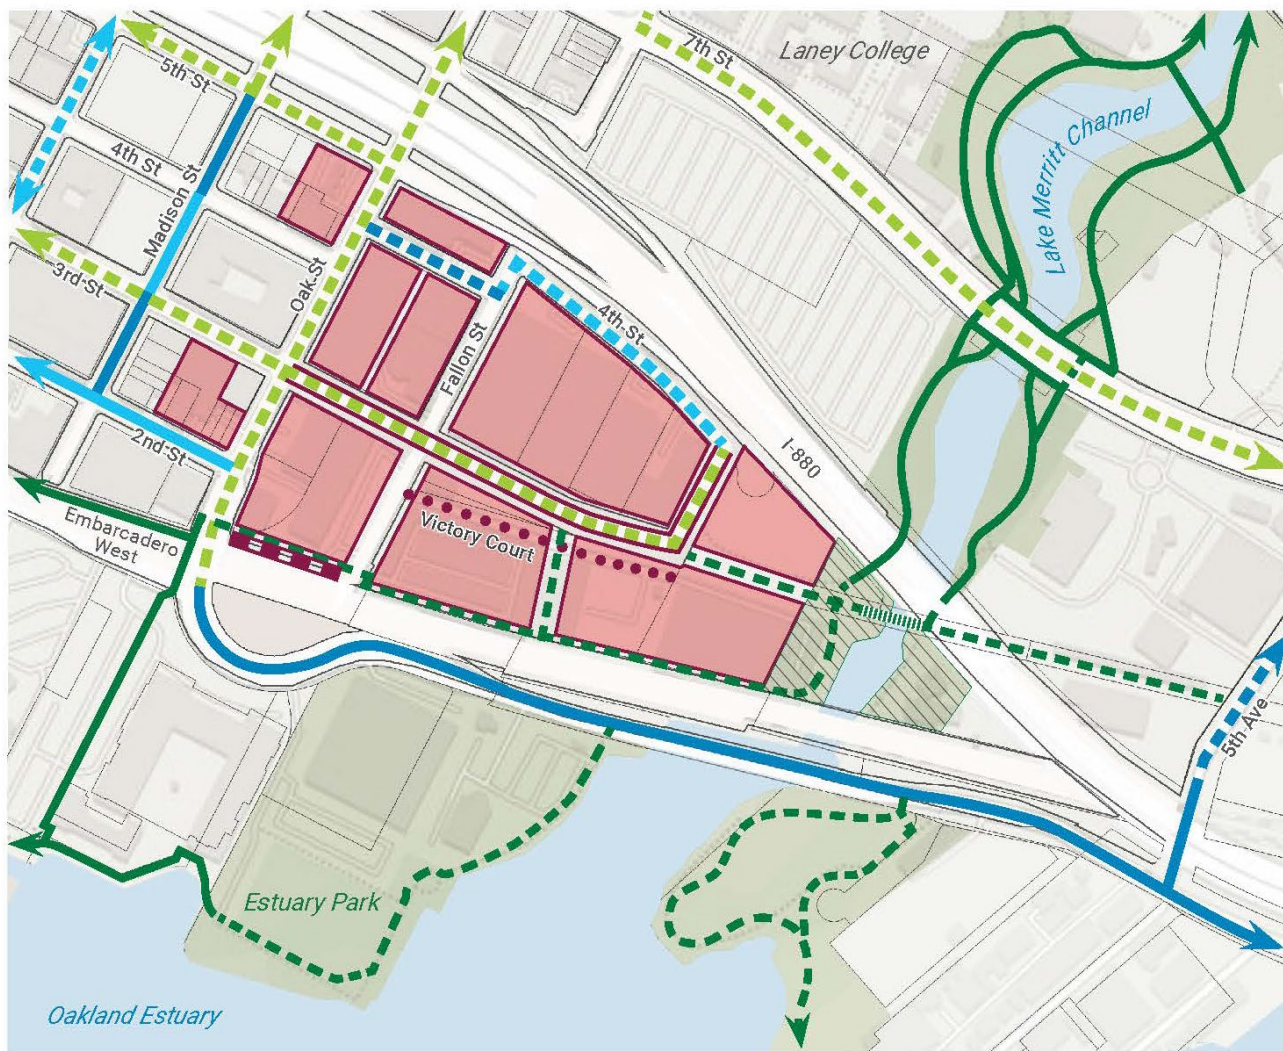 7th St
Laney College
5th St
4th St
Madison St
Lake Merritt Channel
3rd St
Oak St
4th St
Fallon St
I-880
2nd St
Embarcadero
West
Victory Court
5th Ave
Estuary Park
Oakland Estuary